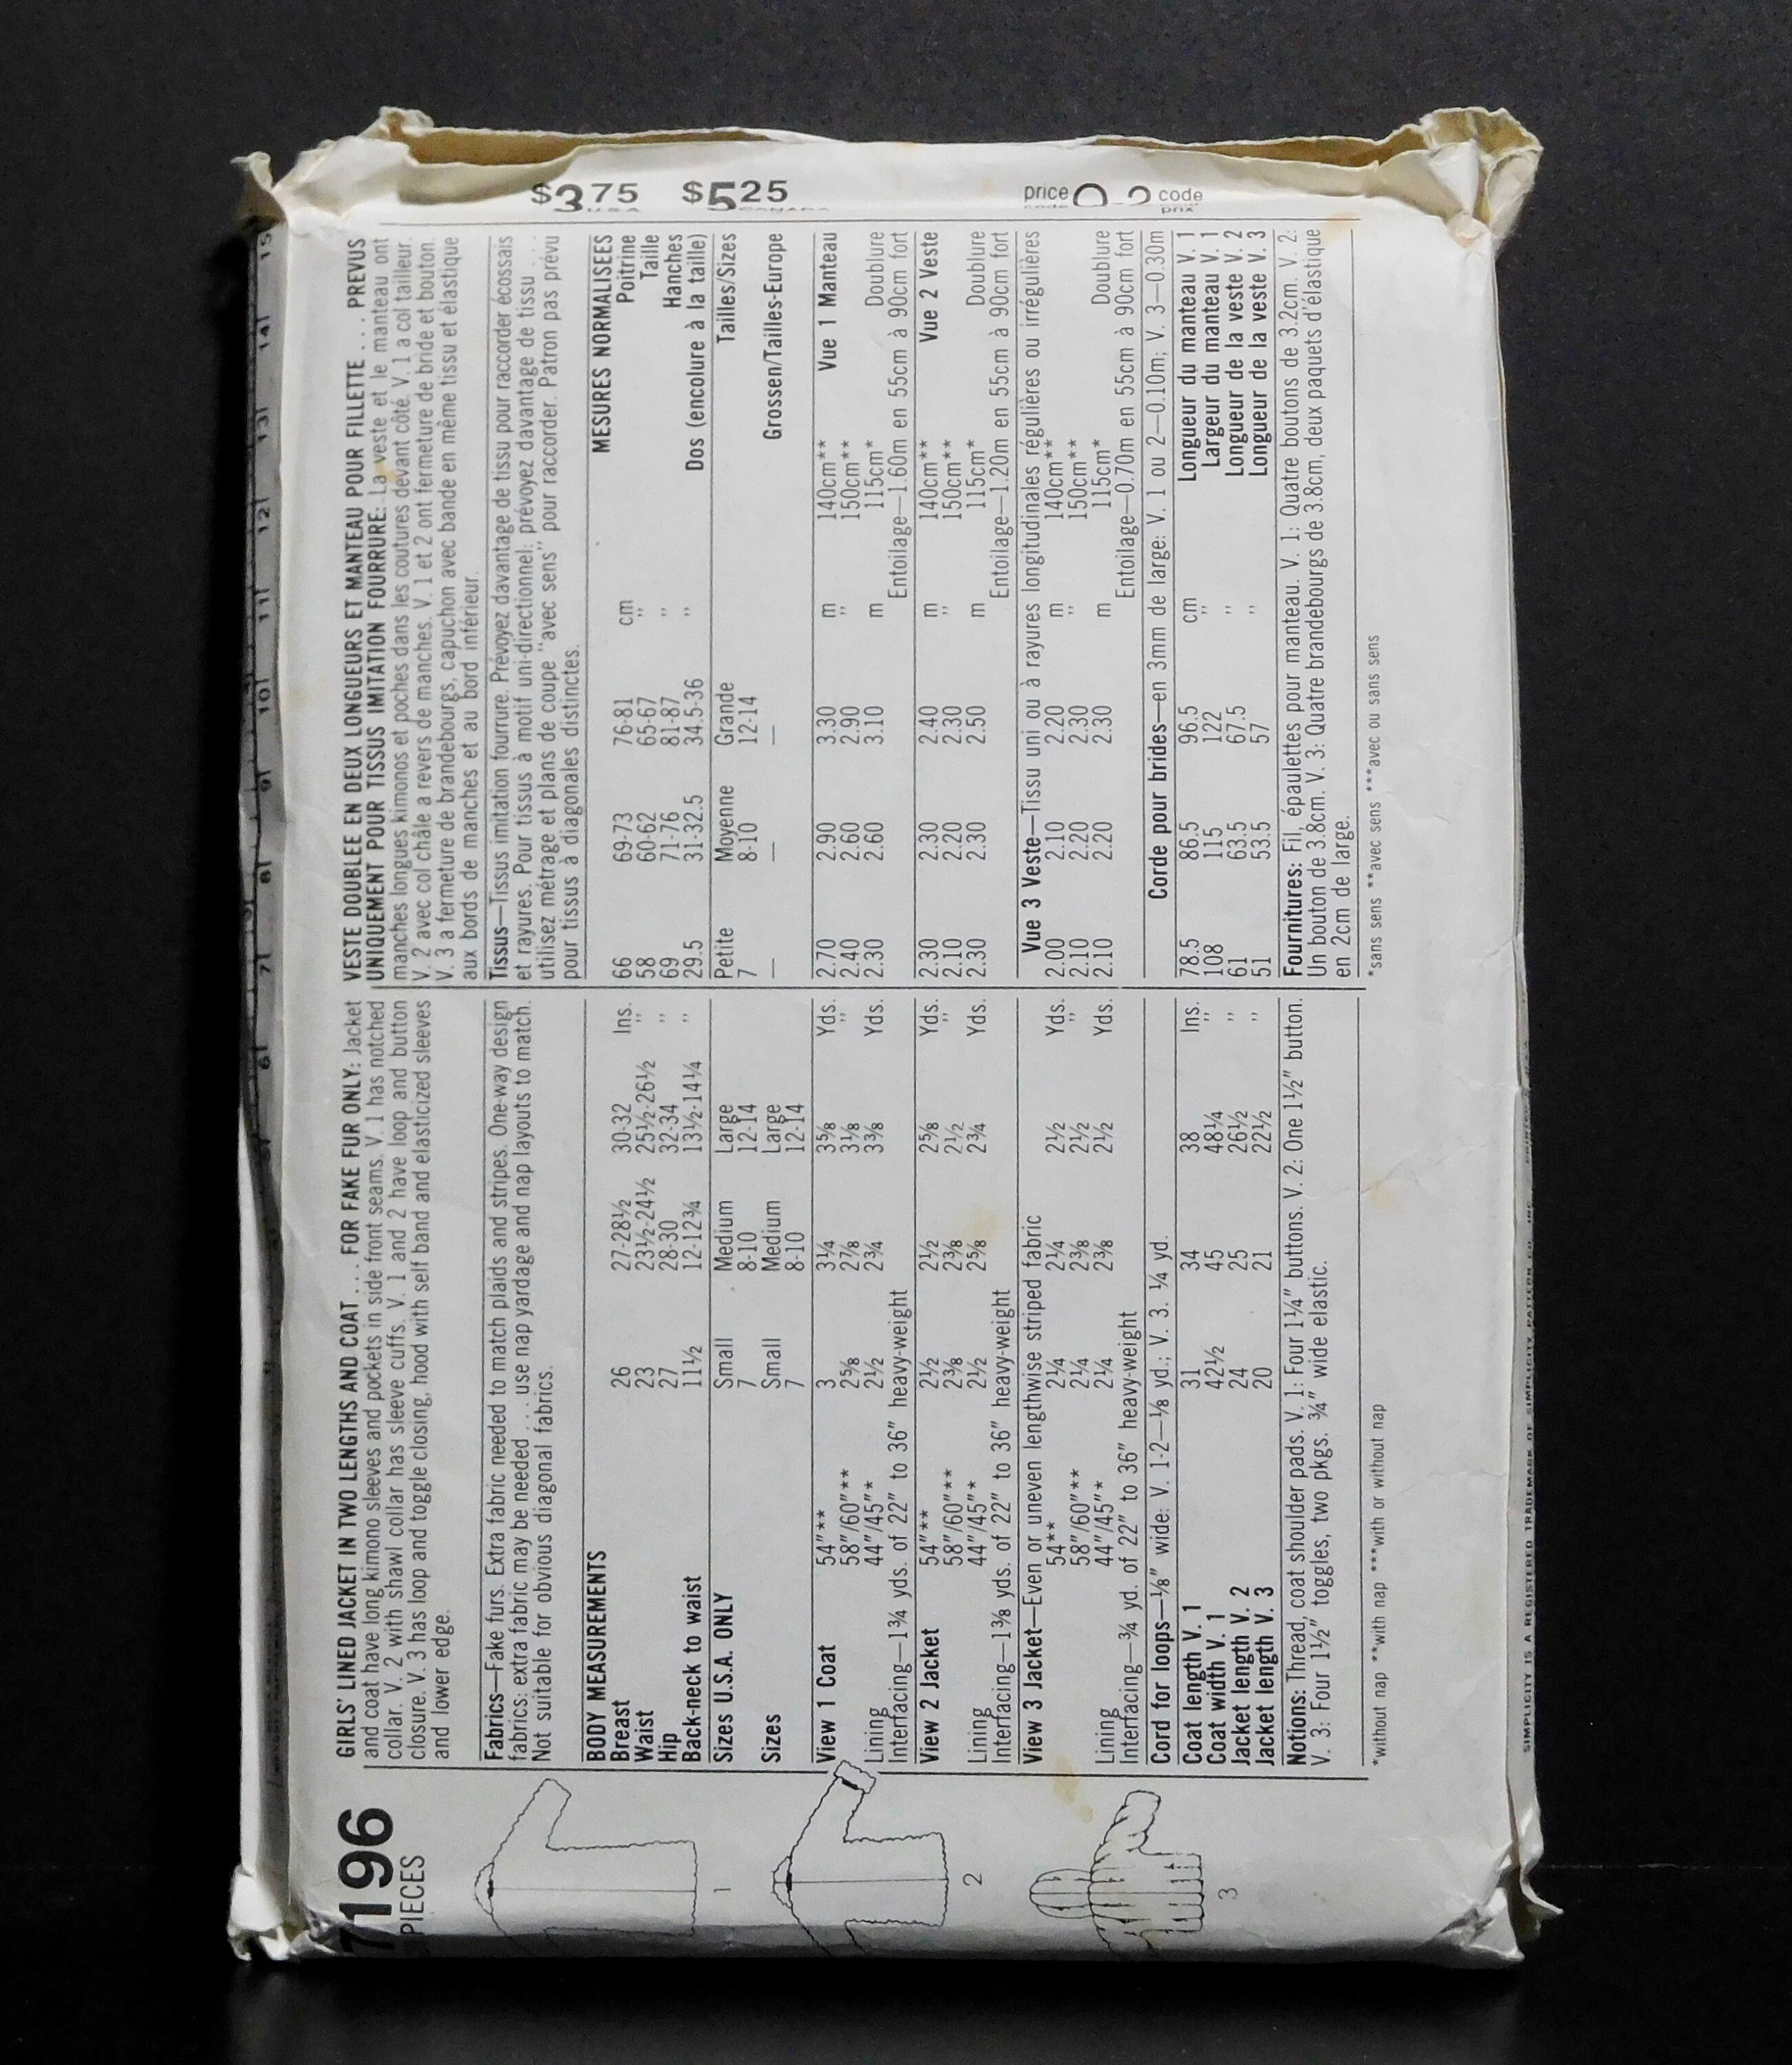 7196
PIECES
GIRLS' LINED JACKET IN TWO LENGTHS AND COAT . . . FOR FAKE FUR ONLY: Jacket
and coat have long kimono sleeves and pockets in side front seams. V. 1 has notched
collar. V. 2 with shawl collar has sleeve cuffs. V. 1 and 2 have loop and button
closure. V. 3 has loop and toggle closing, hood with self band and elasticized sleeves
and lower edge.
Fabrics—Fake furs. Extra fabric needed to match plaids and stripes. One-way design
fabrics: extra fabric may be needed . . . use nap yardage and nap layouts to match.
Not suitable for obvious diagonal fabrics.
BODY MEASUREMENTS
Breast 26 27-28½ 30-32 Ins.
Waist 23 23½-24½ 25½-26½ ”
Hip 27 28-30 32-34 ”
Back-neck to waist 11½ 12-12¾ 13½-14¼ ”
Sizes U.S.A. ONLY Small Medium Large
7 8-10 12-14
Sizes Small Medium Large
7 8-10 12-14
View 1 Coat 54”** 3 3¼ 3⅝ Yds.
58”/60”** 2⅝ 2⅞ 3⅛ ”
Lining 44”/45”* 2½ 2¾ 3⅜ Yds.
Interfacing—1¾ yds. of 22” to 36” heavy-weight
View 2 Jacket 54”** 2½ 2½ 2⅝ Yds.
58”/60”** 2⅜ 2⅜ 2½ ”
Lining 44”/45”* 2½ 2⅝ 2¾ Yds.
Interfacing—1⅜ yds. of 22” to 36” heavy-weight
View 3 Jacket—Even or uneven lengthwise striped fabric
54** 2¼ 2¼ 2½ Yds.
58”/60”** 2¼ 2⅜ 2½ ”
Lining 44”/45”* 2¼ 2⅜ 2½ Yds.
Interfacing—¾ yd. of 22” to 36” heavy-weight
Cord for loops—⅛” wide: V. 1-2—⅛ yd.; V. 3. ¼ yd.
Coat length V. 1 31 34 38 Ins.
Coat width V. 1 42½ 45 48¼ ”
Jacket length V. 2 24 25 26½ ”
Jacket length V. 3 20 21 22½ ”
Notions: Thread, coat shoulder pads. V. 1: Four 1¼” buttons. V. 2: One 1½” button.
V. 3: Four 1½” toggles, two pkgs. ¾” wide elastic.
*without nap **with nap ***with or without nap
1
2
3
VESTE DOUBLEE EN DEUX LONGUEURS ET MANTEAU POUR FILLETTE . . . PREVUS
UNIQUEMENT POUR TISSUS IMITATION FOURRURE: La veste et le manteau ont
manches longues kimonos et poches dans les coutures devant côté. V. 1 a col tailleur.
V. 2 avec col châle a revers de manches. V. 1 et 2 ont fermeture de bride et bouton.
V. 3 a fermeture de brandebourgs, capuchon avec bande en même tissu et élastique
aux bords de manches et au bord inférieur.
Tissus—Tissus imitation fourrure. Prévoyez davantage de tissu pour raccorder écossais
et rayures. Pour tissus à motif uni-directionnel: prévoyez davantage de tissu . . .
utilisez métrage et plans de coupe “avec sens” pour raccorder. Patron pas prévu
pour tissus à diagonales distinctes.
MESURES NORMALISEES
66 69-73 76-81 cm Poitrine
58 60-62 65-67 ” Taille
69 71-76 81-87 ” Hanches
29.5 31-32.5 34.5-36 ” Dos (encolure à la taille)
Petite Moyenne Grande Tailles/Sizes
7 8-10 12-14
— — — Grossen/Tailles-Europe
2.70 2.90 3.30 m 140cm** Vue 1 Manteau
2.40 2.60 2.90 ” 150cm**
2.30 2.60 3.10 m 115cm* Doublure
Entoilage—1.60m en 55cm à 90cm fort
2.30 2.30 2.40 m 140cm** Vue 2 Veste
2.10 2.20 2.30 ” 150cm**
2.30 2.30 2.50 m 115cm* Doublure
Entoilage—1.20m en 55cm à 90cm fort
Vue 3 Veste—Tissu uni ou à rayures longitudinales régulières ou irrégulières
2.00 2.10 2.20 m 140cm**
2.10 2.20 2.30 ” 150cm**
2.10 2.20 2.30 m 115cm* Doublure
Entoilage—0.70m en 55cm à 90cm fort
Corde pour brides—en 3mm de large: V. 1 ou 2—0.10m; V. 3—0.30m
78.5 86.5 96.5 cm Longueur du manteau V. 1
108 115 122 ” Largeur du manteau V. 1
61 63.5 67.5 ” Longueur de la veste V. 2
51 53.5 57 ” Longueur de la veste V. 3
Fournitures: Fil, épaulettes pour manteau. V. 1: Quatre boutons de 3.2cm. V. 2:
Un bouton de 3.8cm. V. 3: Quatre brandebourgs de 3.8cm, deux paquets d'élastique
en 2cm de large.
*sans sens **avec sens ***avec ou sans sens
$3.75 $5.25
price code
prix
6 7 8 9 10 11 12 13 14 15
SIMPLICITY IS A REGISTERED TRADEMARK OF SIMPLICITY PATTERN CO. INC.